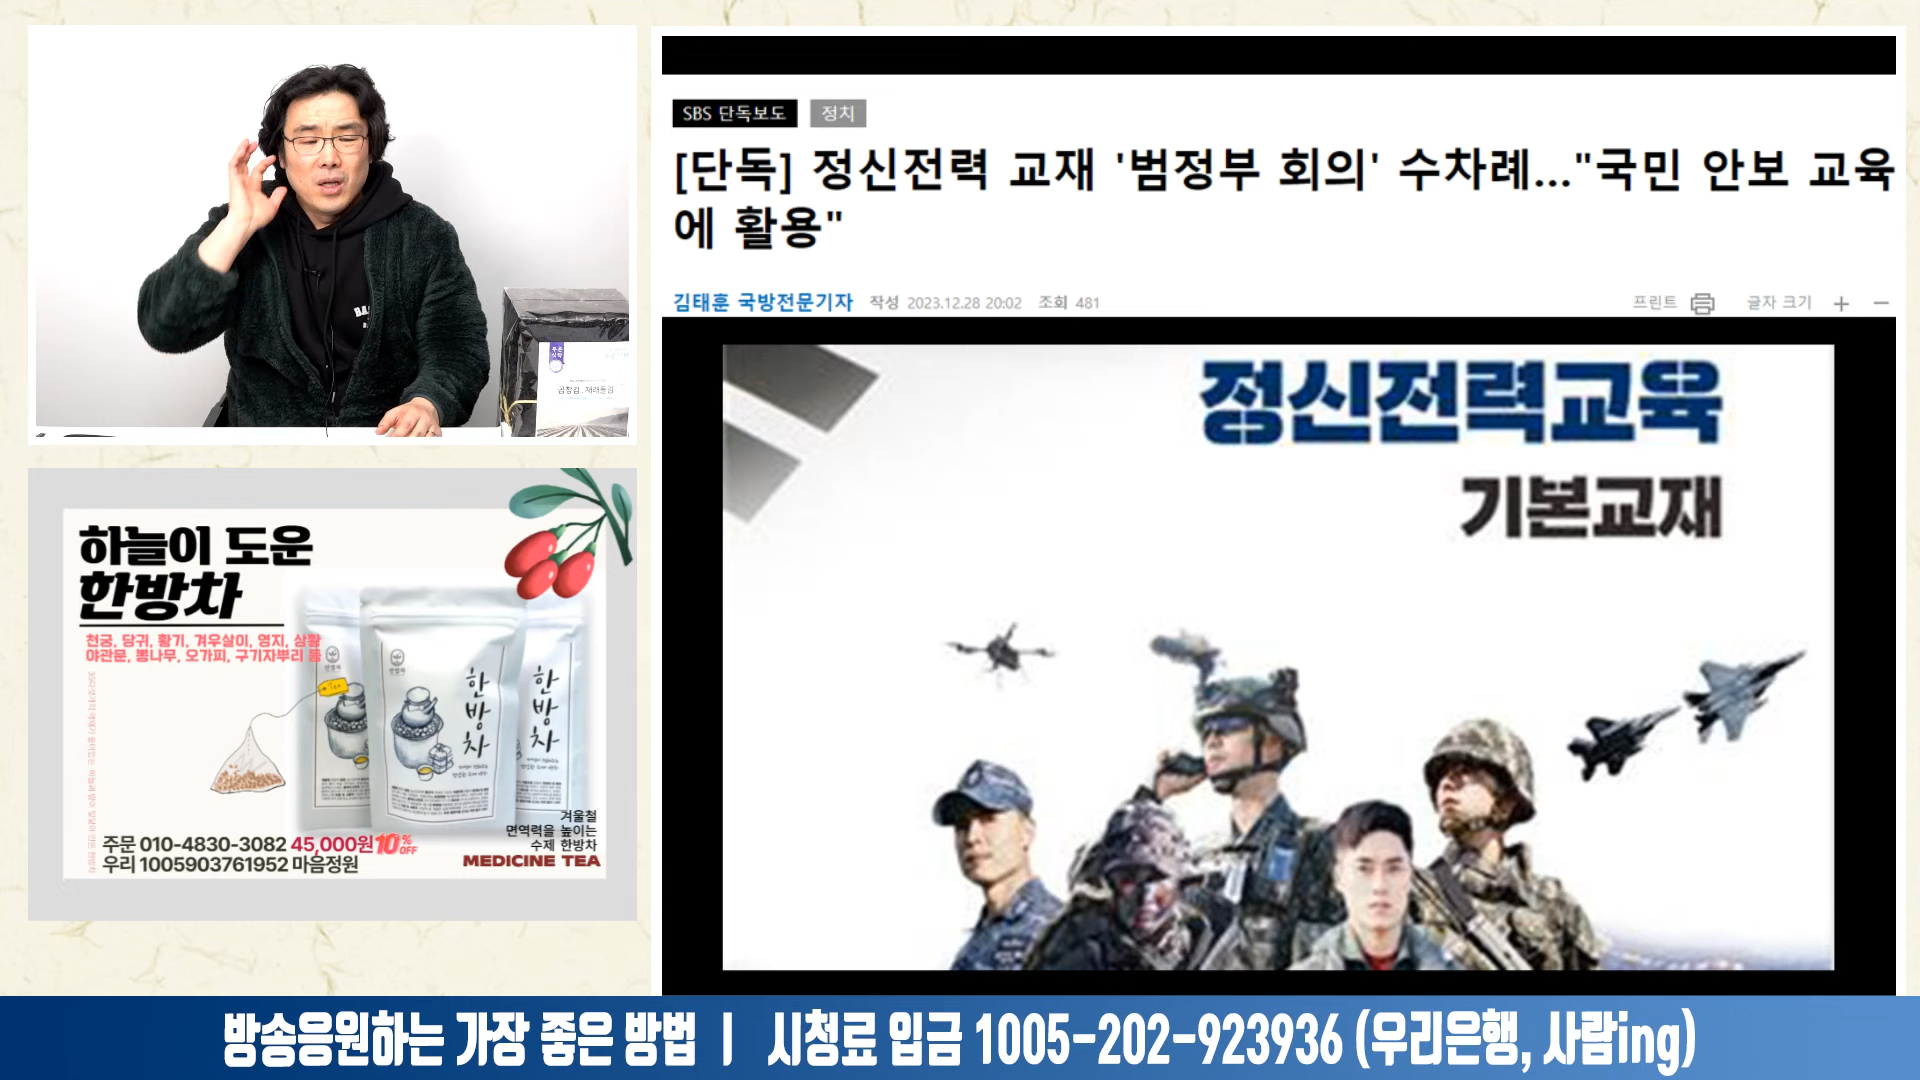 SBS 단독보도
정치
[단독] 정신전력 교재 '범정부 회의' 수차례..."국민 안보 교육
에 활용"
김태훈 국방전문기자 작성 2023.12.28 20:02 조회 481
프린트 글자 크기 + −
정신전력교육
기본교재
곱창김, 재래돌김
하늘이 도운
한방차
천궁, 당귀, 황기, 겨우살이, 영지, 상황
야관문, 뽕나무, 오가피, 구기자뿌리 등
한방차
한방차
겨울철
면역력을 높이는
수제 한방차
MEDICINE TEA
주문 010-4830-3082 45,000원 10% OFF
우리 1005903761952 마음정원
방송응원하는 가장 좋은 방법 | 시청료 입금 1005-202-923936 (우리은행, 사람ing)